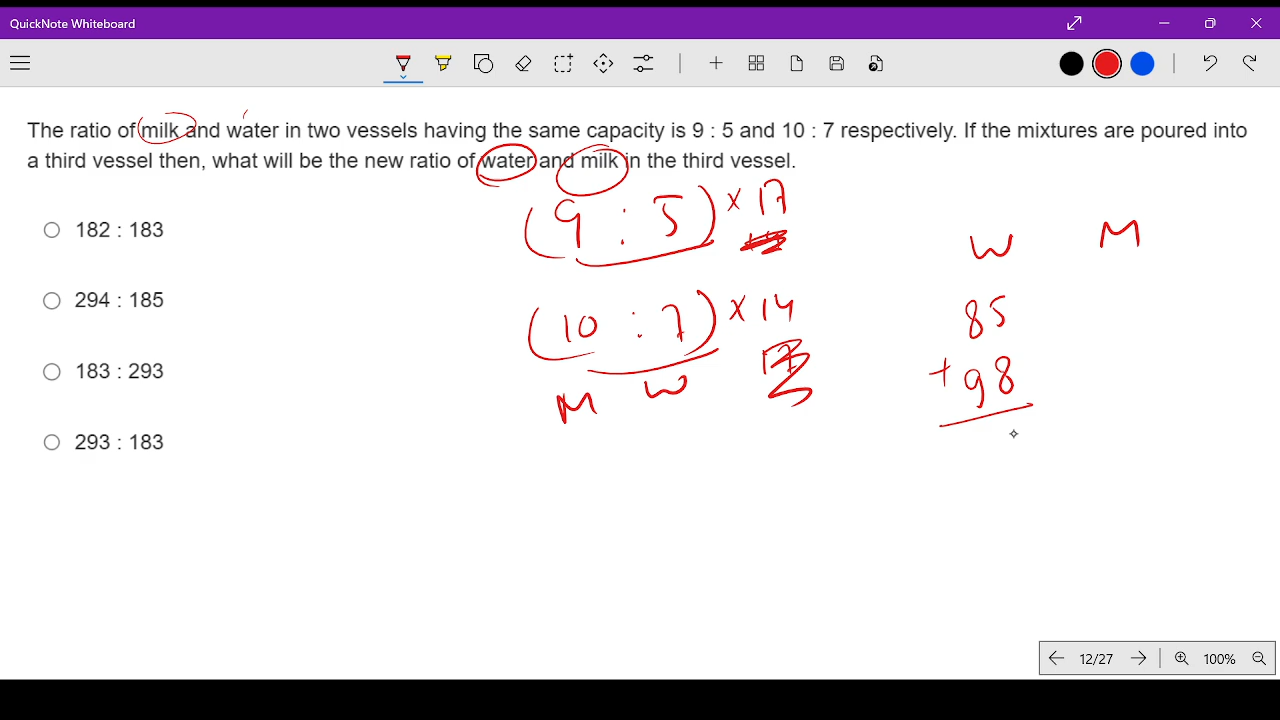 QuickNote Whiteboard
The ratio of milk and water in two vessels having the same capacity is 9 : 5 and 10 : 7 respectively. If the mixtures are poured into
a third vessel then, what will be the new ratio of water and milk in the third vessel.
182 : 183
294 : 185
183 : 293
293 : 183
(9 : 5) × 17
(10 : 7) × 14
M W
W M
85
+ 98
12/27
100%